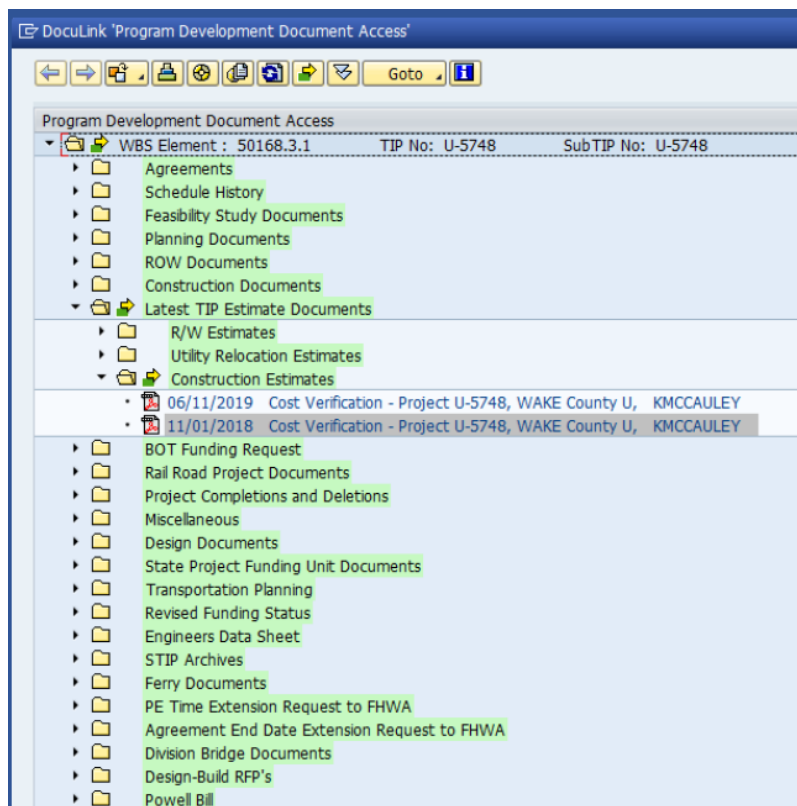 DocuLink 'Program Development Document Access'
Goto
Program Development Document Access
WBS Element : 50168.3.1 TIP No: U-5748 SubTIP No: U-5748
Agreements
Schedule History
Feasibility Study Documents
Planning Documents
ROW Documents
Construction Documents
Latest TIP Estimate Documents
R/W Estimates
Utility Relocation Estimates
Construction Estimates
06/11/2019 Cost Verification - Project U-5748, WAKE County U, KMCCAULEY
11/01/2018 Cost Verification - Project U-5748, WAKE County U, KMCCAULEY
BOT Funding Request
Rail Road Project Documents
Project Completions and Deletions
Miscellaneous
Design Documents
State Project Funding Unit Documents
Transportation Planning
Revised Funding Status
Engineers Data Sheet
STIP Archives
Ferry Documents
PE Time Extension Request to FHWA
Agreement End Date Extension Request to FHWA
Division Bridge Documents
Design-Build RFP's
Powell Bill